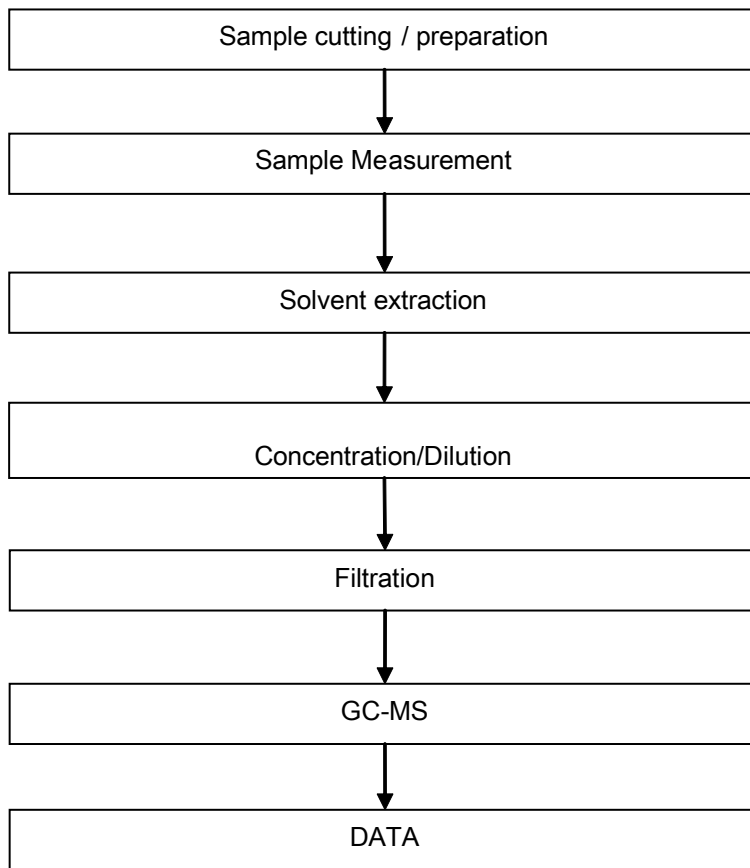 Sample cutting / preparation
Sample Measurement
Solvent extraction
Concentration/Dilution
Filtration
GC-MS
DATA